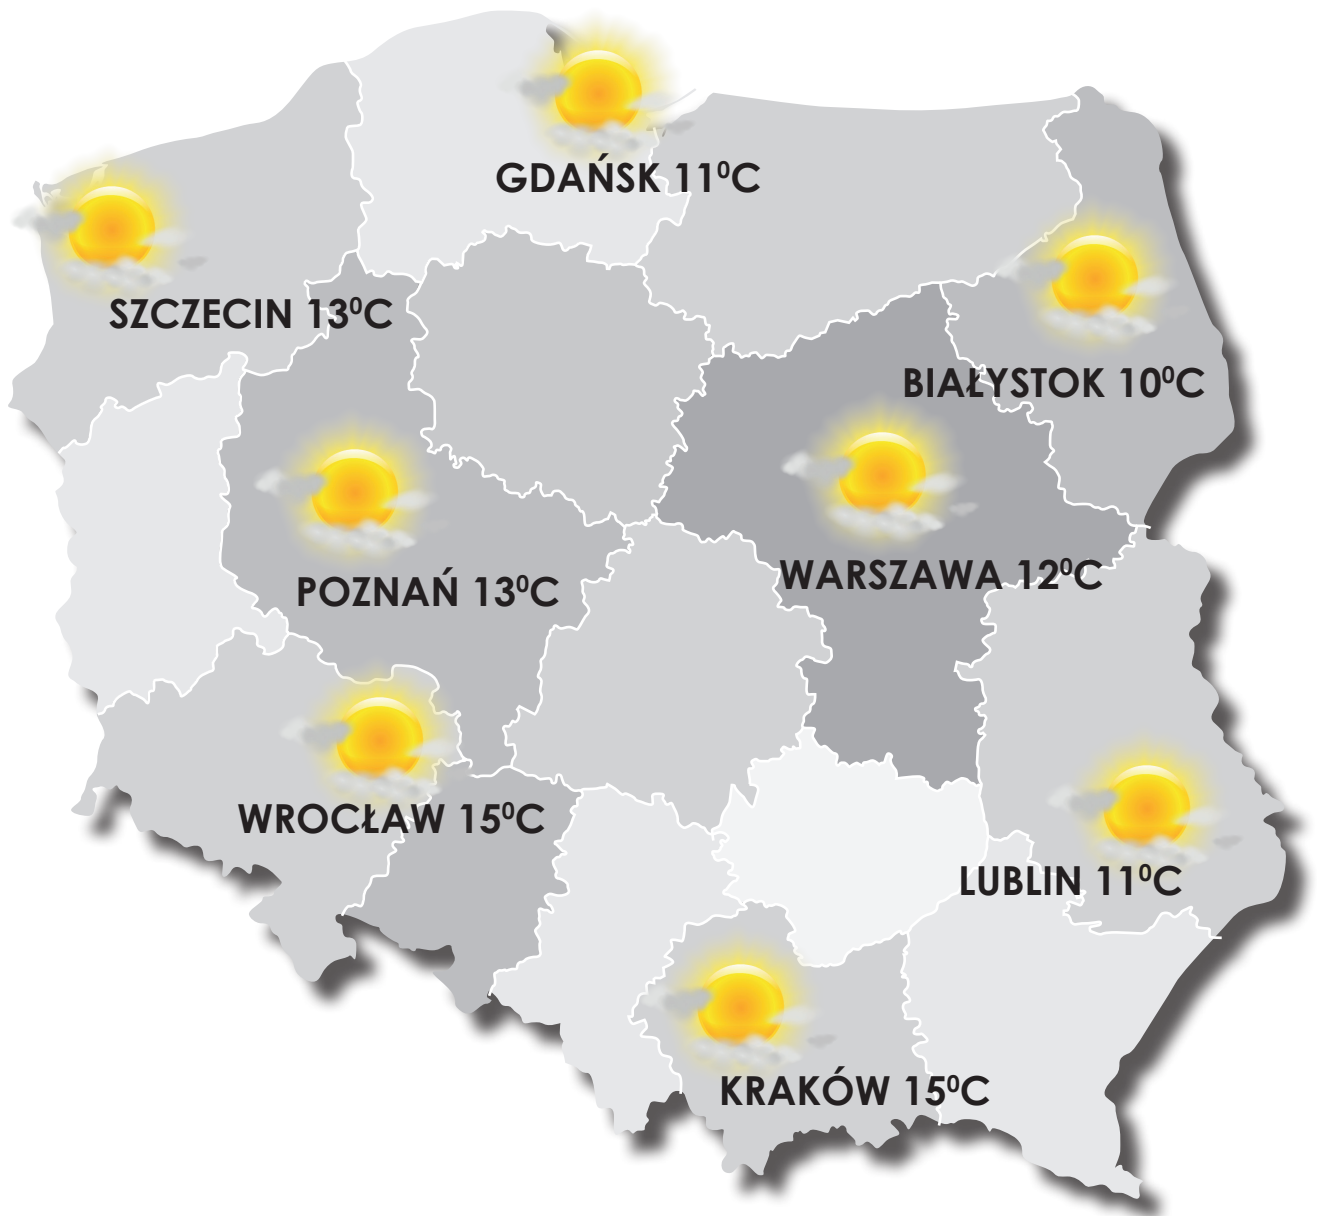 GDAŃSK 11⁰C
SZCZECIN 13⁰C
BIAŁYSTOK 10⁰C
WARSZAWA 12⁰C
POZNAŃ 13⁰C
WROCŁAW 15⁰C
LUBLIN 11⁰C
KRAKÓW 15⁰C